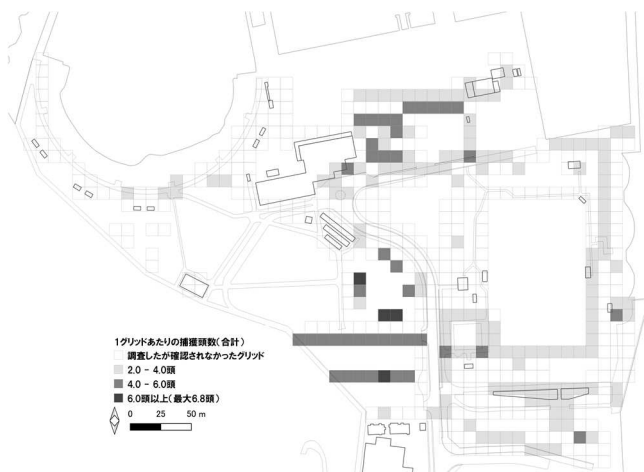 1グリッドあたりの捕獲頭数(合計)
調査したが確認されなかったグリッド
2.0 - 4.0頭
4.0 - 6.0頭
6.0頭以上(最大6.8頭)
0 25 50 m